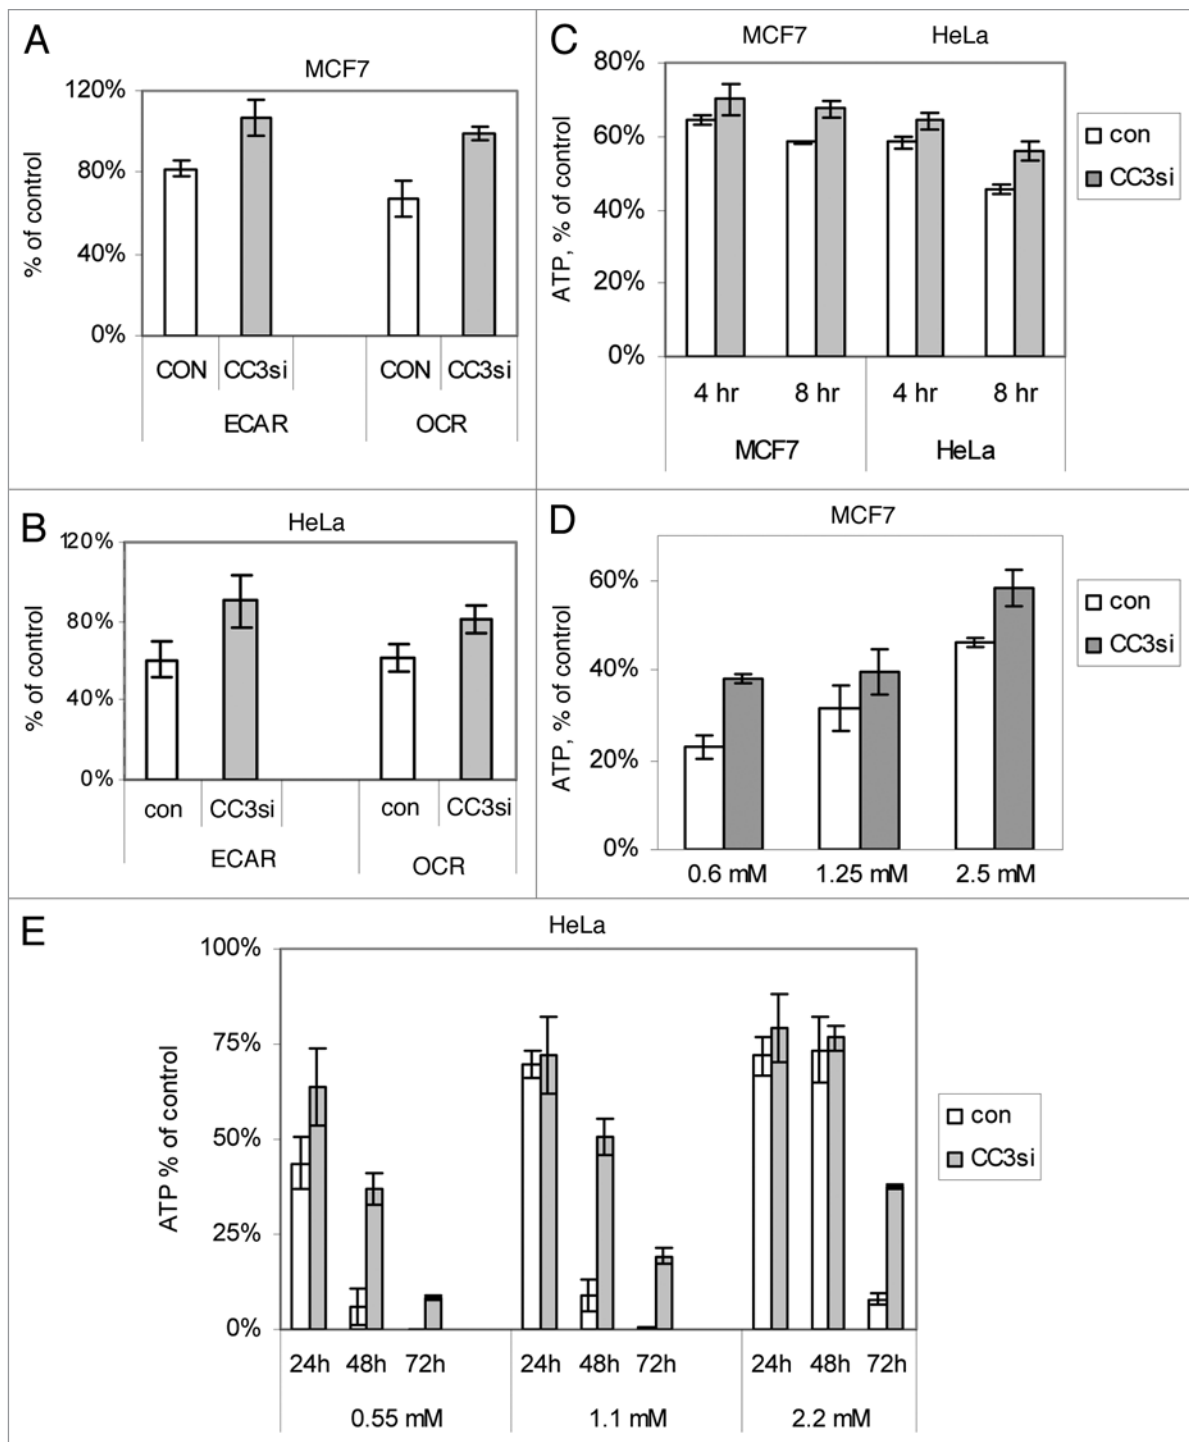 A
MCF7
120%
80%
40%
0%
% of control
CON CC3si CON CC3si
ECAR OCR
B
HeLa
120%
80%
40%
0%
% of control
con CC3si con CC3si
ECAR OCR
C
MCF7 HeLa
80%
60%
40%
20%
0%
ATP, % of control
4 hr 8 hr 4 hr 8 hr
MCF7 HeLa
con
CC3si
D
MCF7
60%
40%
20%
0%
ATP, % of control
0.6 mM 1.25 mM 2.5 mM
con
CC3si
E
HeLa
100%
75%
50%
25%
0%
ATP % of control
24h 48h 72h 24h 48h 72h 24h 48h 72h
0.55 mM 1.1 mM 2.2 mM
con
CC3si